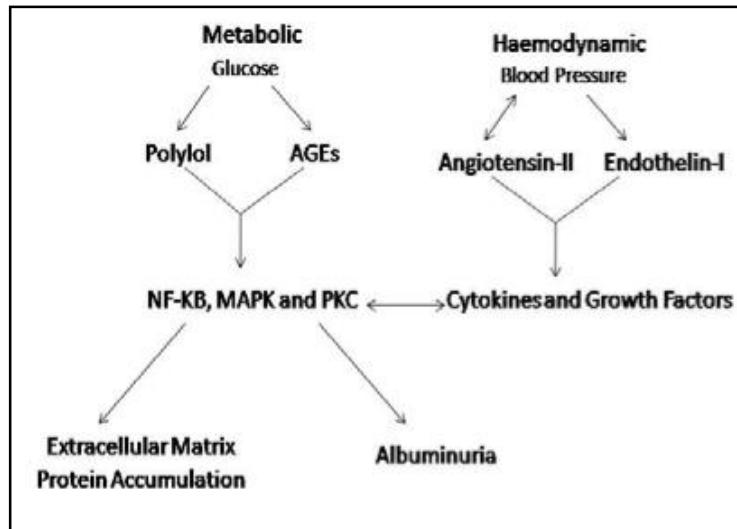 Metabolic
Glucose
Haemodynamic
Blood Pressure
Polylol
AGEs
Angiotensin-II
Endothelin-I
NF-KB, MAPK and PKC
Cytokines and Growth Factors
Extracellular Matrix
Protein Accumulation
Albuminuria